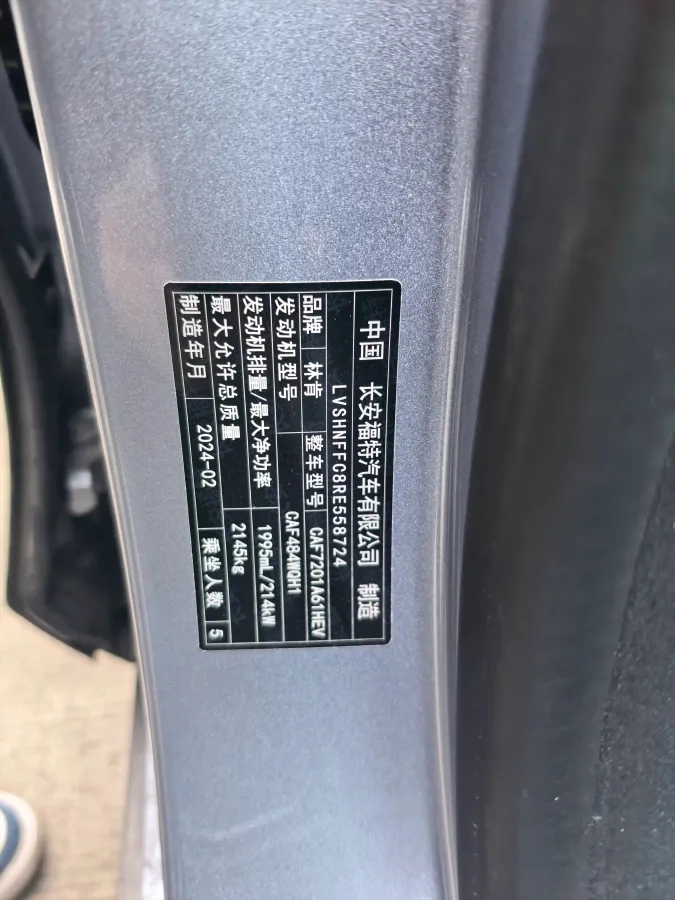 中国 长安福特汽车有限公司 制造
LVSHNFFC8RE558724
品牌 林肯 整车型号 CAF7201A61HEV
发动机型号 CAF484WQH1
发动机排量/最大净功率 1995mL/214kW
最大允许总质量 2145kg
制造年月 2024-02 乘坐人数 5